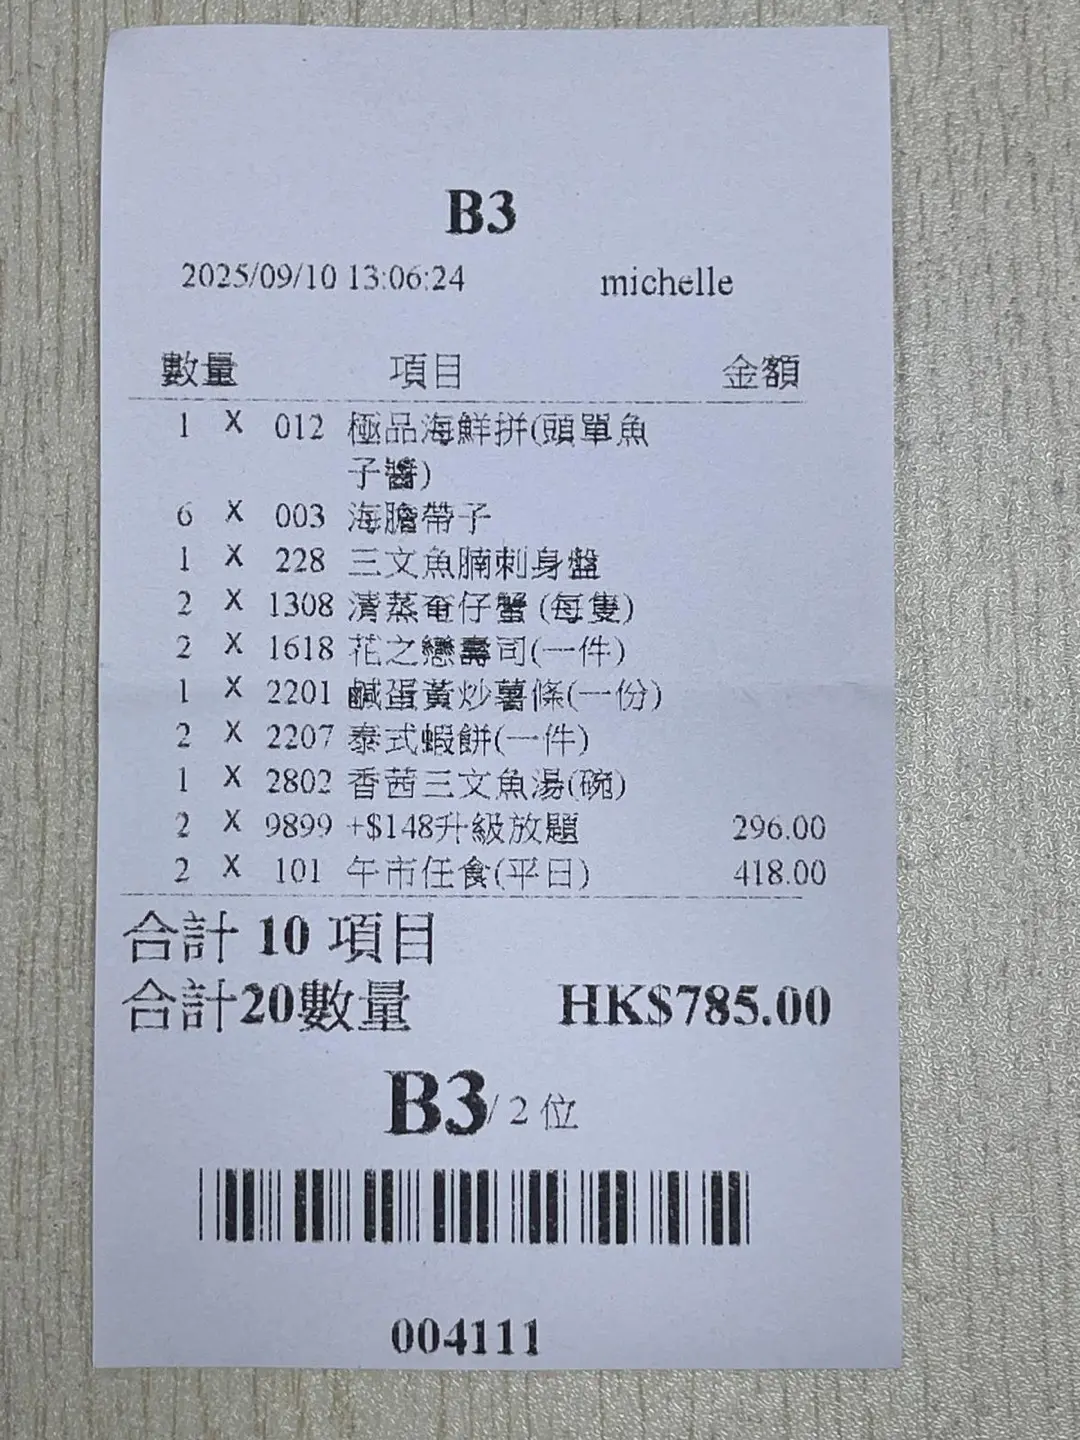 B3
2025/09/10 13:06:24 michelle
數量 項目 金額
1 X 012 極品海鮮拼(頭單魚
子醬)
6 X 003 海膽帶子
1 X 228 三文魚腩刺身盤
2 X 1308 清蒸奄仔蟹 (每隻)
2 X 1618 花之戀壽司(一件)
1 X 2201 鹹蛋黃炒薯條(一份)
2 X 2207 泰式蝦餅(一件)
1 X 2802 香茜三文魚湯(碗)
2 X 9899 +$148升級放題 296.00
2 X 101 午市任食(平日) 418.00
合計 10 項目
合計20數量 HK$785.00
B3/ 2 位
004111